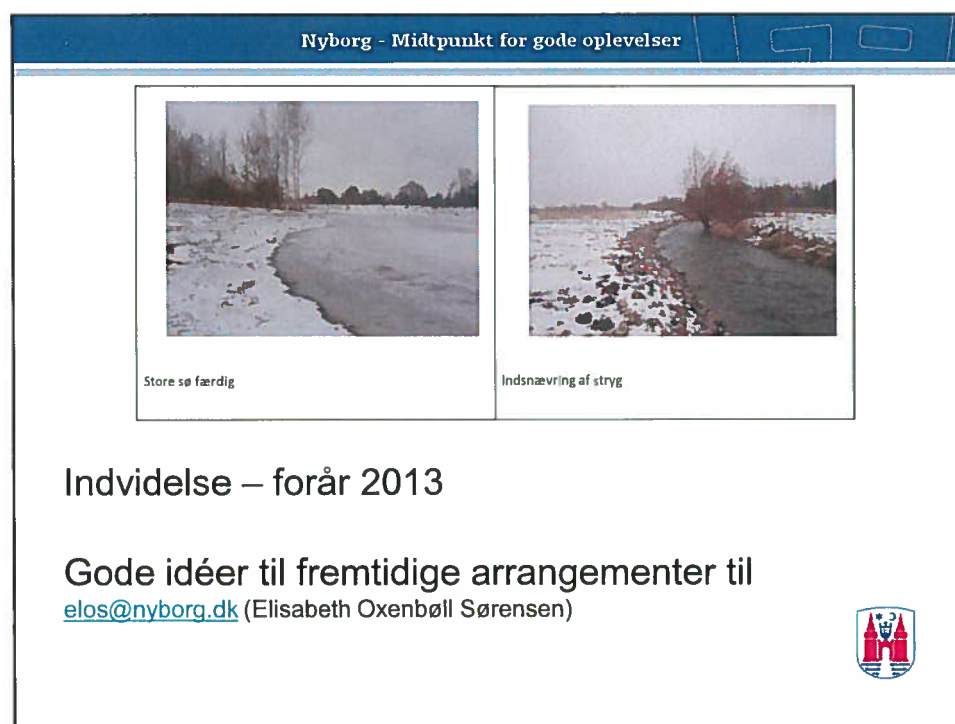 Nyborg - Midtpunkt for gode oplevelser
Store sø færdig
Indsnævring af stryg
Indvidelse – forår 2013
Gode idéer til fremtidige arrangementer til
elos@nyborg.dk (Elisabeth Oxenbøll Sørensen)